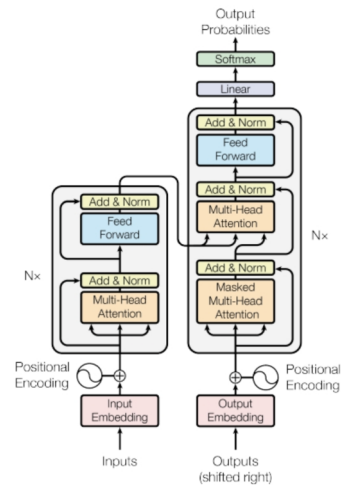 Output
Probabilities
Softmax
Linear
Add & Norm
Feed
Forward
Add & Norm
Multi-Head
Attention
Add & Norm
Masked
Multi-Head
Attention
N×
Add & Norm
Feed
Forward
Add & Norm
Multi-Head
Attention
N×
Positional
Encoding
Positional
Encoding
Input
Embedding
Output
Embedding
Inputs
Outputs
(shifted right)